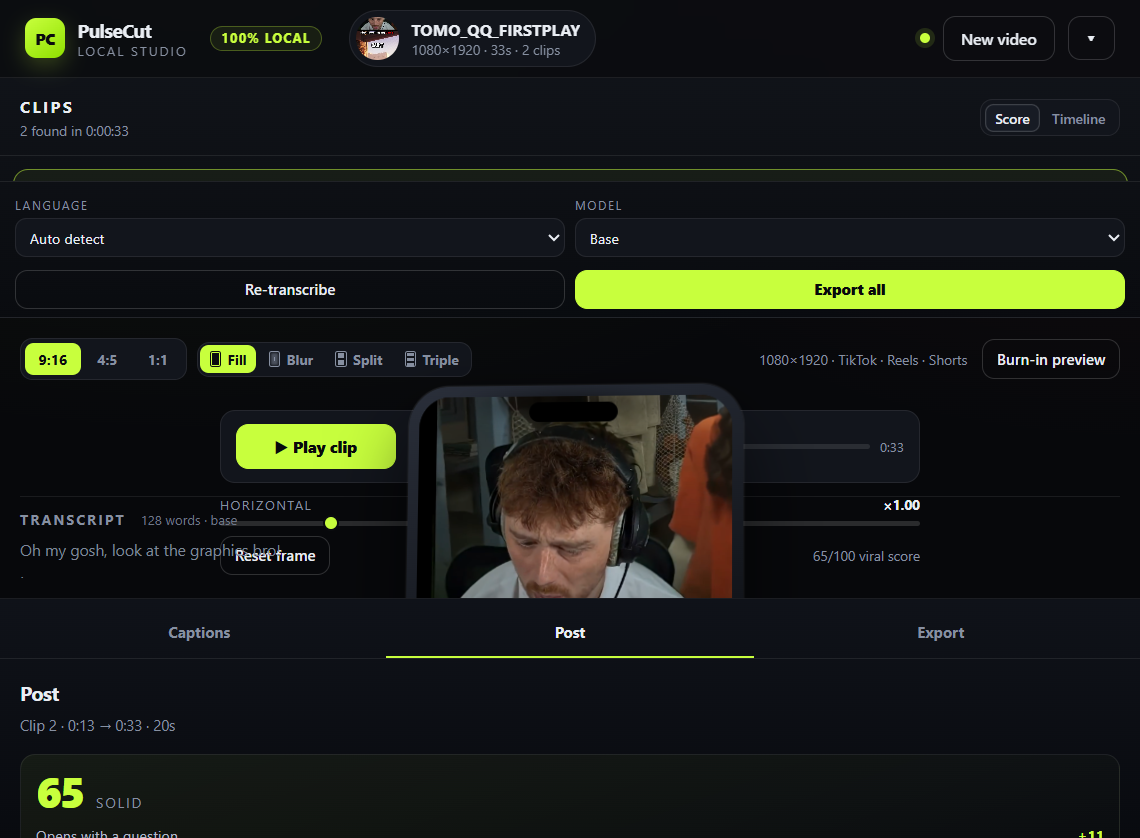 PC
PulseCut
LOCAL STUDIO
100% LOCAL
TOMO_QQ_FIRSTPLAY
1080×1920 · 33s · 2 clips
New video
▼
CLIPS
2 found in 0:00:33
Score
Timeline
LANGUAGE
MODEL
Auto detect
Base
Re-transcribe
Export all
9:16
4:5
1:1
Fill
Blur
Split
Triple
1080×1920 · TikTok · Reels · Shorts
Burn-in preview
▶ Play clip
0:33
HORIZONTAL
×1.00
TRANSCRIPT
128 words · base
Oh my gosh, look at the graphics bro!
.
Reset frame
65/100 viral score
Captions
Post
Export
Post
Clip 2 · 0:13 → 0:33 · 20s
65 SOLID
Opens with a question
+11